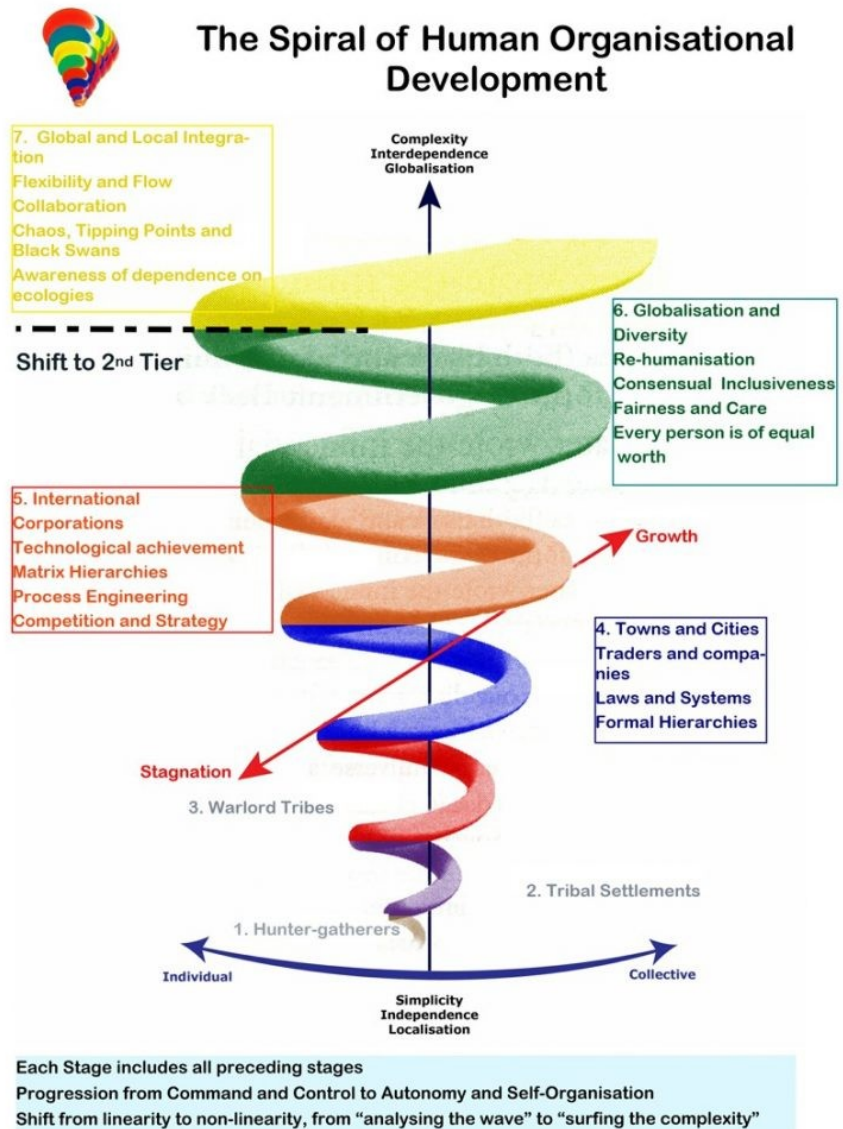 The Spiral of Human Organisational
Development
7. Global and Local Integra-
tion
Flexibility and Flow
Collaboration
Chaos, Tipping Points and
Black Swans
Awareness of dependence on
ecologies
Complexity
Interdependence
Globalisation
Shift to 2nd Tier
6. Globalisation and
Diversity
Re-humanisation
Consensual Inclusiveness
Fairness and Care
Every person is of equal
worth
5. International
Corporations
Technological achievement
Matrix Hierarchies
Process Engineering
Competition and Strategy
Growth
4. Towns and Cities
Traders and compa-
nies
Laws and Systems
Formal Hierarchies
Stagnation
3. Warlord Tribes
2. Tribal Settlements
1. Hunter-gatherers
Individual
Collective
Simplicity
Independence
Localisation
Each Stage includes all preceding stages
Progression from Command and Control to Autonomy and Self-Organisation
Shift from linearity to non-linearity, from “analysing the wave” to “surfing the complexity”